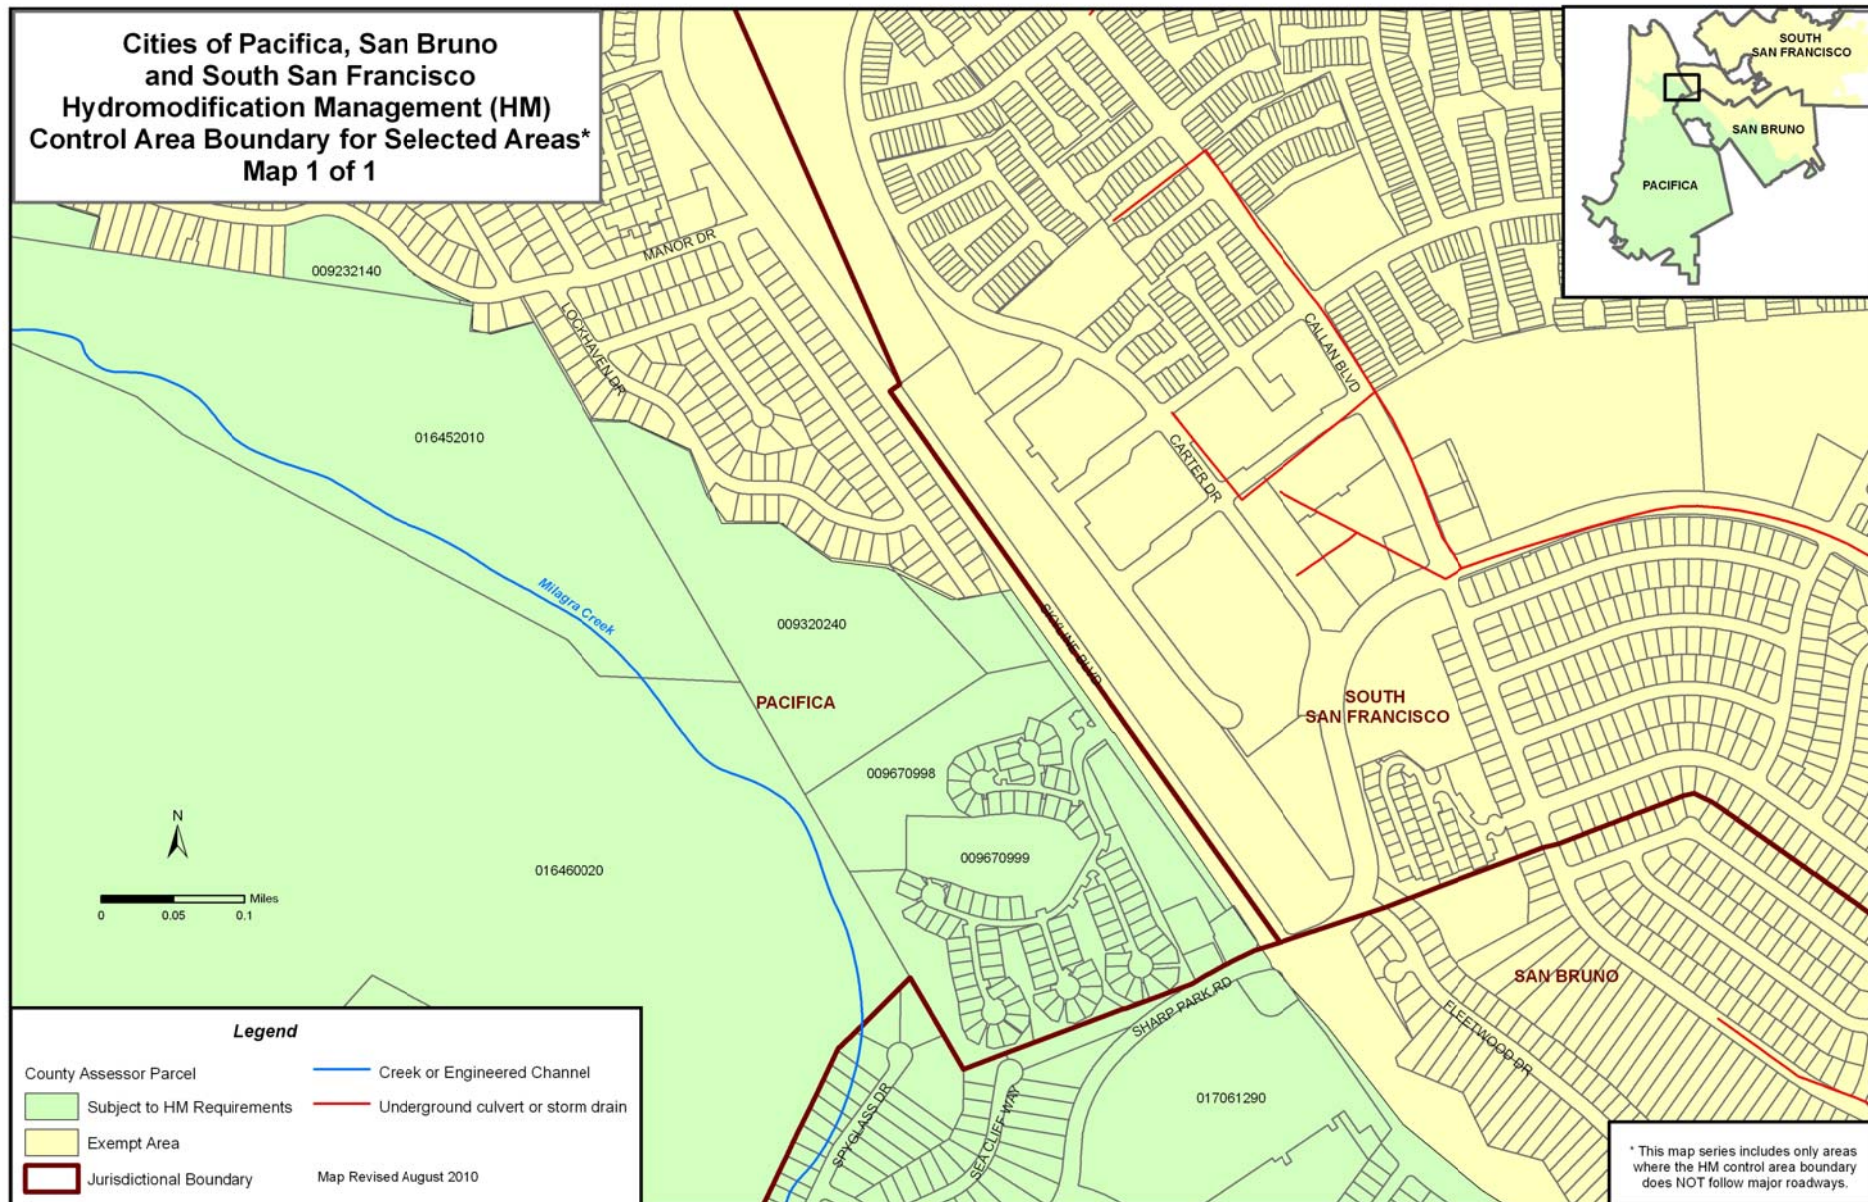 Cities of Pacifica, San Bruno
and South San Francisco
Hydromodification Management (HM)
Control Area Boundary for Selected Areas*
Map 1 of 1
SOUTH
SAN FRANCISCO
SAN BRUNO
PACIFICA
MANOR DR
009232140
LOCKHAVEN DR
CALLAN BLVD
016452010
CARTER DR
Milagra Creek
009320240
SKYLINE BLVD
PACIFICA
SOUTH
SAN FRANCISCO
009670998
N
009670999
016460020
Miles
0
0.05
0.1
SAN BRUNO
SHARP PARK RD
FLEETWOOD DR
017061290
SPYGLASS DR
SEA CLIFF WAY
Legend
County Assessor Parcel
Creek or Engineered Channel
Subject to HM Requirements
Underground culvert or storm drain
Exempt Area
Jurisdictional Boundary
Map Revised August 2010
* This map series includes only areas
where the HM control area boundary
does NOT follow major roadways.